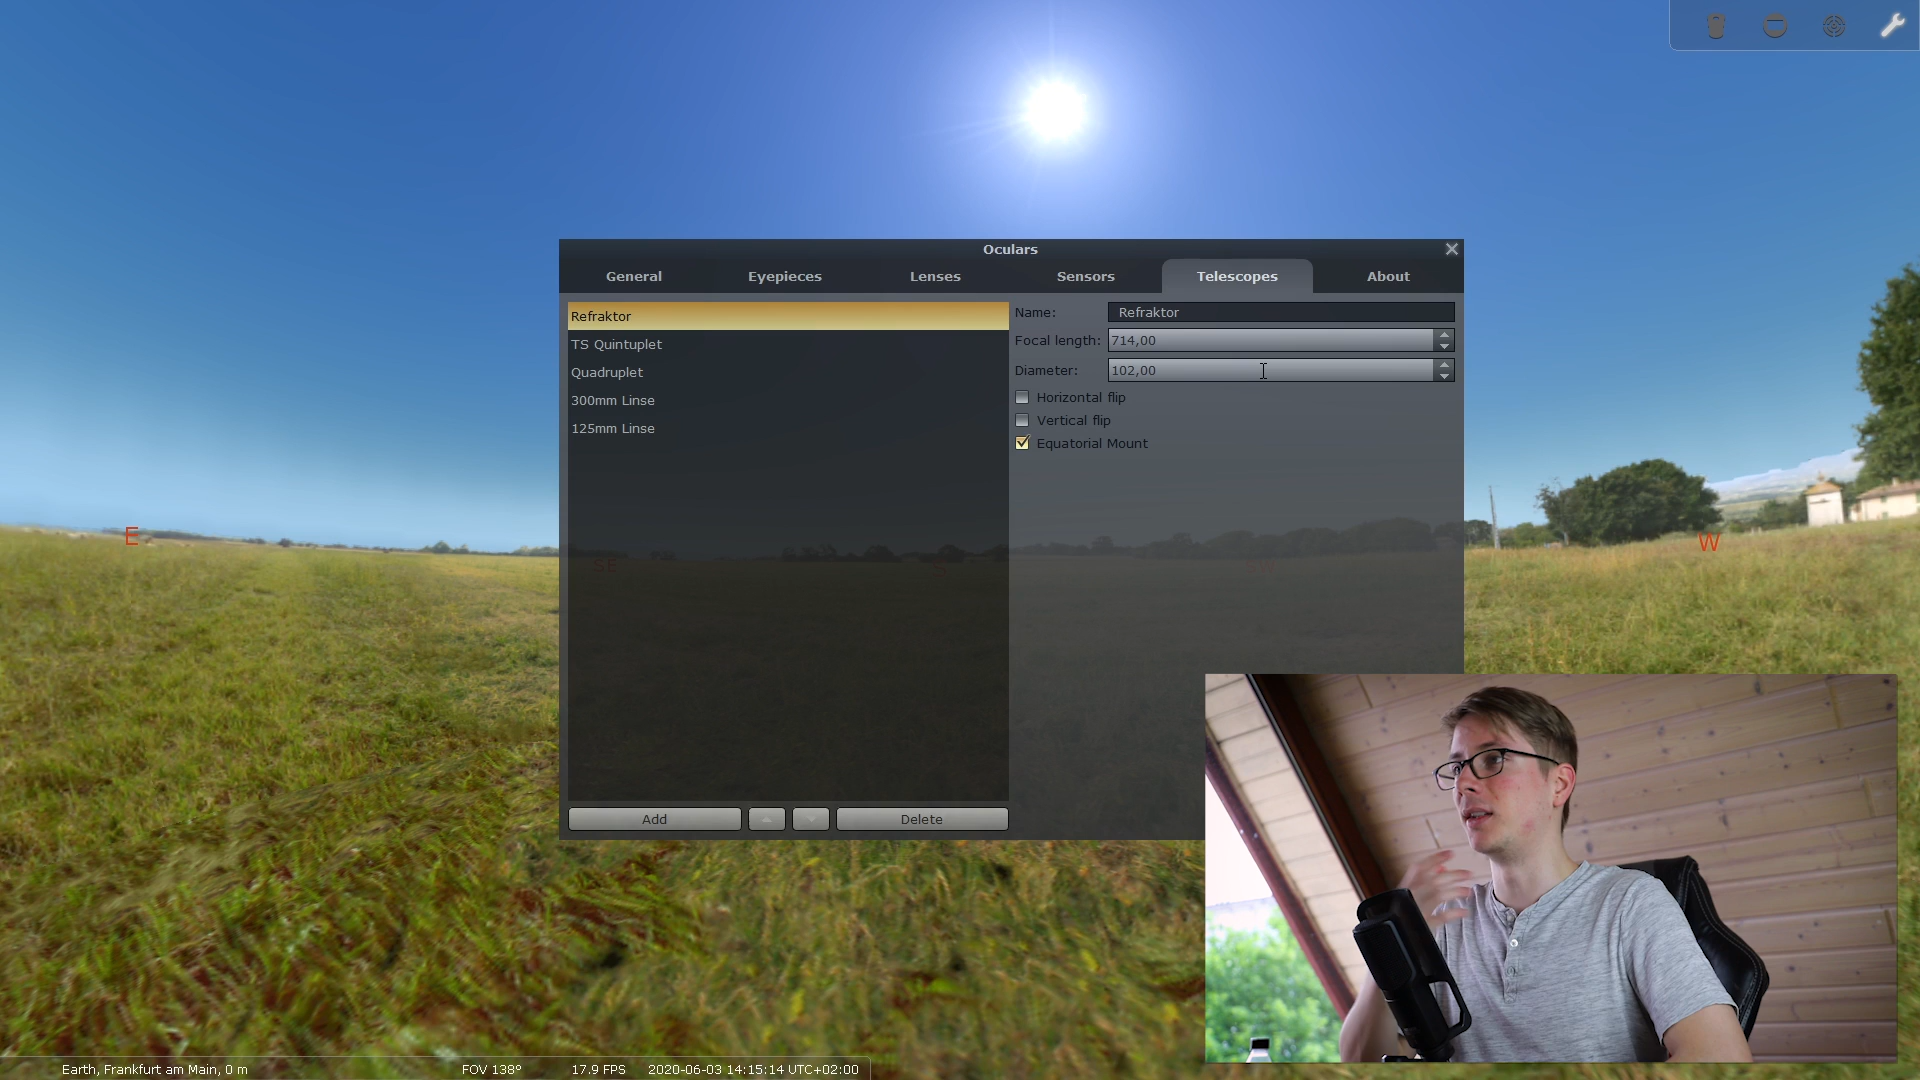 Oculars
General Eyepieces Lenses Sensors Telescopes About
Refraktor
TS Quintuplet
Quadruplet
300mm Linse
125mm Linse
Name: Refraktor
Focal length: 714,00
Diameter: 102,00
Horizontal flip
Vertical flip
Equatorial Mount
E
SE
S
W
Add Delete
Earth, Frankfurt am Main, 0 m FOV 138° 17.9 FPS 2020-06-03 14:15:14 UTC+02:00